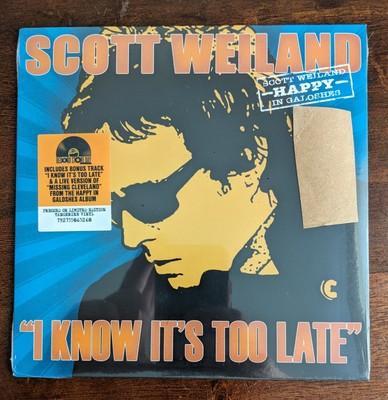 SCOTT WEILAND
SCOTT WEILAND
HAPPY
IN GALOSHES
INCLUDES BONUS TRACK
"I KNOW IT'S TOO LATE"
& A LIVE VERSION OF
"MISSING CLEVELAND"
FROM THE HAPPY IN
GALOSHES ALBUM
PRESSED ON LIMITED EDITION
TANGERINE VINYL
C
"I KNOW IT'S TOO LATE"